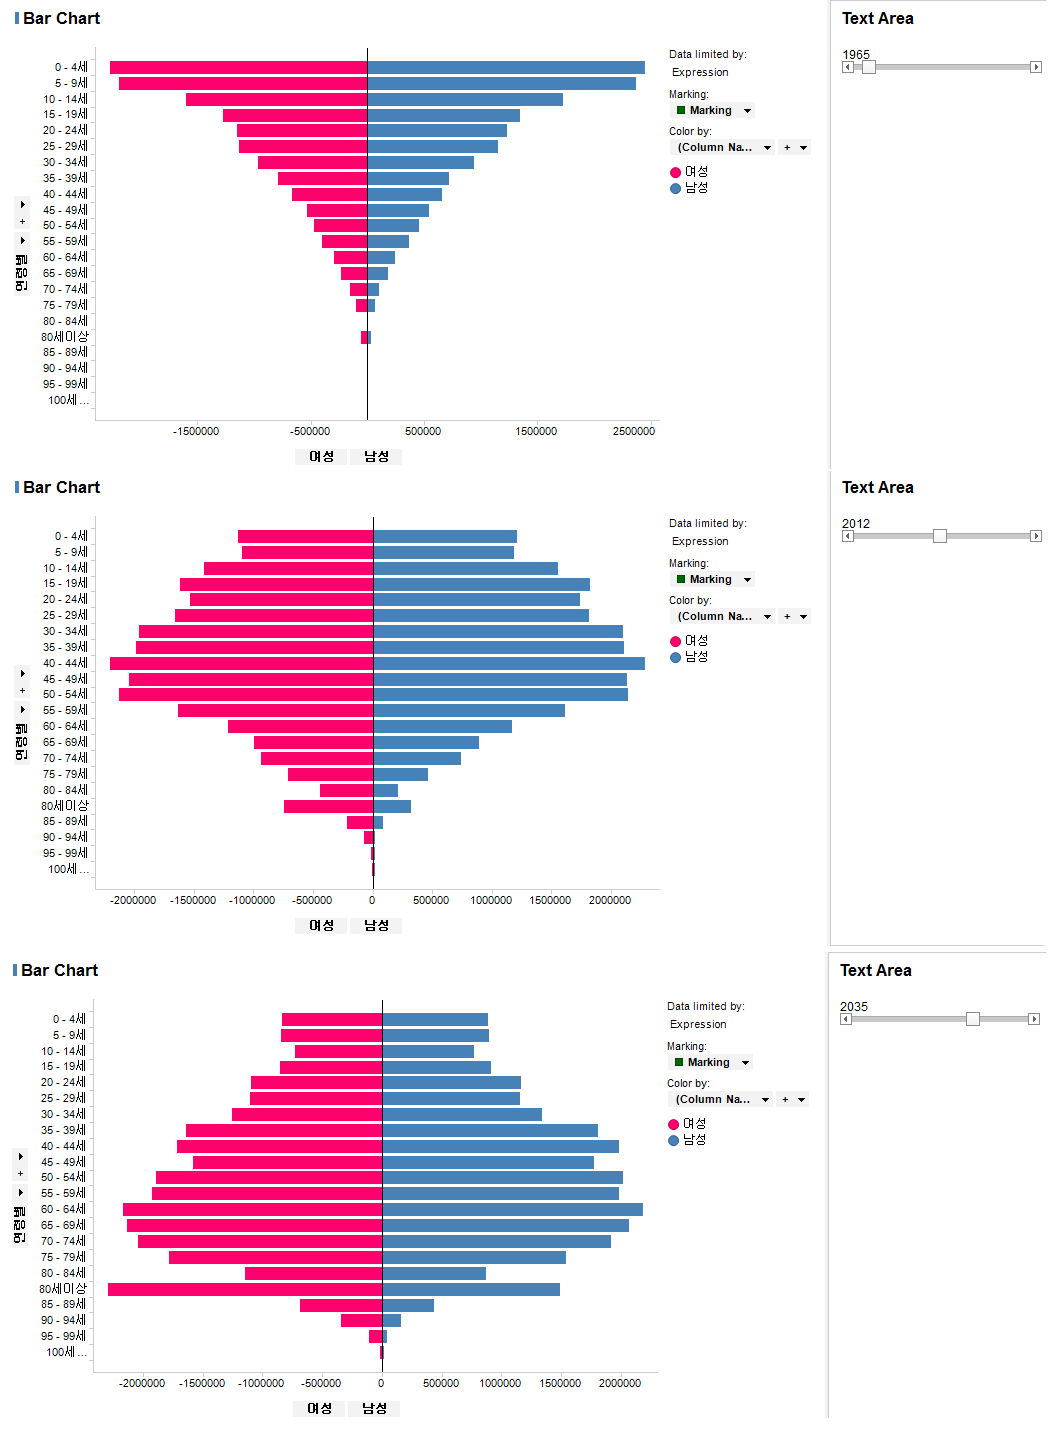 Bar Chart
Text Area
0 - 4세
5 - 9세
10 - 14세
15 - 19세
20 - 24세
25 - 29세
30 - 34세
35 - 39세
40 - 44세
45 - 49세
50 - 54세
55 - 59세
60 - 64세
65 - 69세
70 - 74세
75 - 79세
80 - 84세
80세이상
85 - 89세
90 - 94세
95 - 99세
100세 ...
+
연령별
-1500000 -500000 500000 1500000 2500000
여성 남성
Data limited by:
Expression
Marking:
Marking
Color by:
(Column Na... +
여성
남성
1965
Bar Chart
Text Area
0 - 4세
5 - 9세
10 - 14세
15 - 19세
20 - 24세
25 - 29세
30 - 34세
35 - 39세
40 - 44세
45 - 49세
50 - 54세
55 - 59세
60 - 64세
65 - 69세
70 - 74세
75 - 79세
80 - 84세
80세이상
85 - 89세
90 - 94세
95 - 99세
100세 ...
+
연령별
-2000000 -1500000 -1000000 -500000 0 500000 1000000 1500000 2000000
여성 남성
Data limited by:
Expression
Marking:
Marking
Color by:
(Column Na... +
여성
남성
2012
Bar Chart
Text Area
0 - 4세
5 - 9세
10 - 14세
15 - 19세
20 - 24세
25 - 29세
30 - 34세
35 - 39세
40 - 44세
45 - 49세
50 - 54세
55 - 59세
60 - 64세
65 - 69세
70 - 74세
75 - 79세
80 - 84세
80세이상
85 - 89세
90 - 94세
95 - 99세
100세 ...
+
연령별
-2000000 -1500000 -1000000 -500000 0 500000 1000000 1500000 2000000
여성 남성
Data limited by:
Expression
Marking:
Marking
Color by:
(Column Na... +
여성
남성
2035